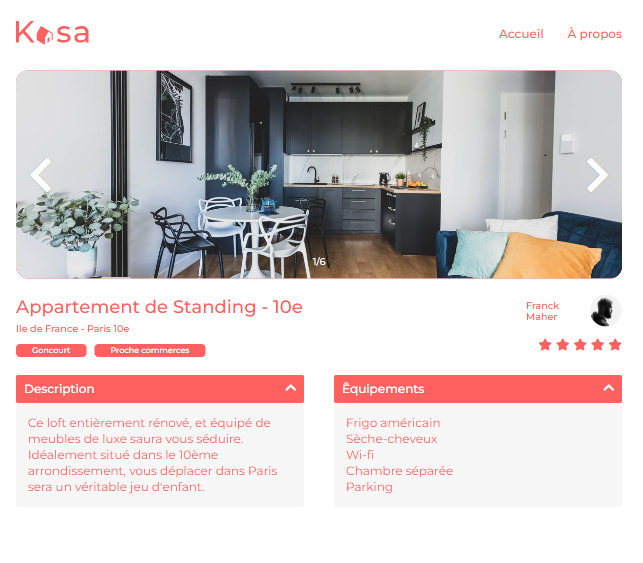 Kasa
Accueil
À propos
1/6
Appartement de Standing - 10e
Ile de France - Paris 10e
Goncourt
Proche commerces
Franck
Maher
Description
Ce loft entièrement rénové, et équipé de
meubles de luxe saura vous séduire.
Idéalement situé dans le 10ème
arrondissement, vous déplacer dans Paris
sera un véritable jeu d'enfant.
Équipements
Frigo américain
Sèche-cheveux
Wi-fi
Chambre séparée
Parking